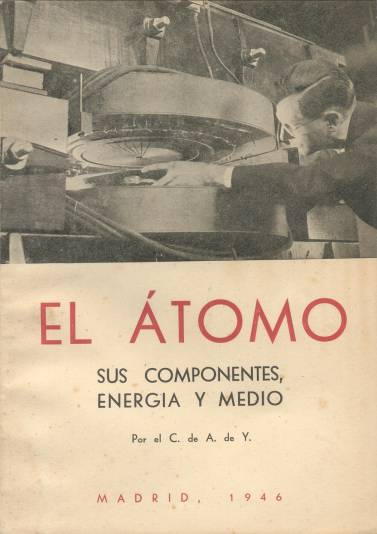 EL ÁTOMO
SUS COMPONENTES,
ENERGIA Y MEDIO
Por el C. de A. de Y.
MADRID, 1946